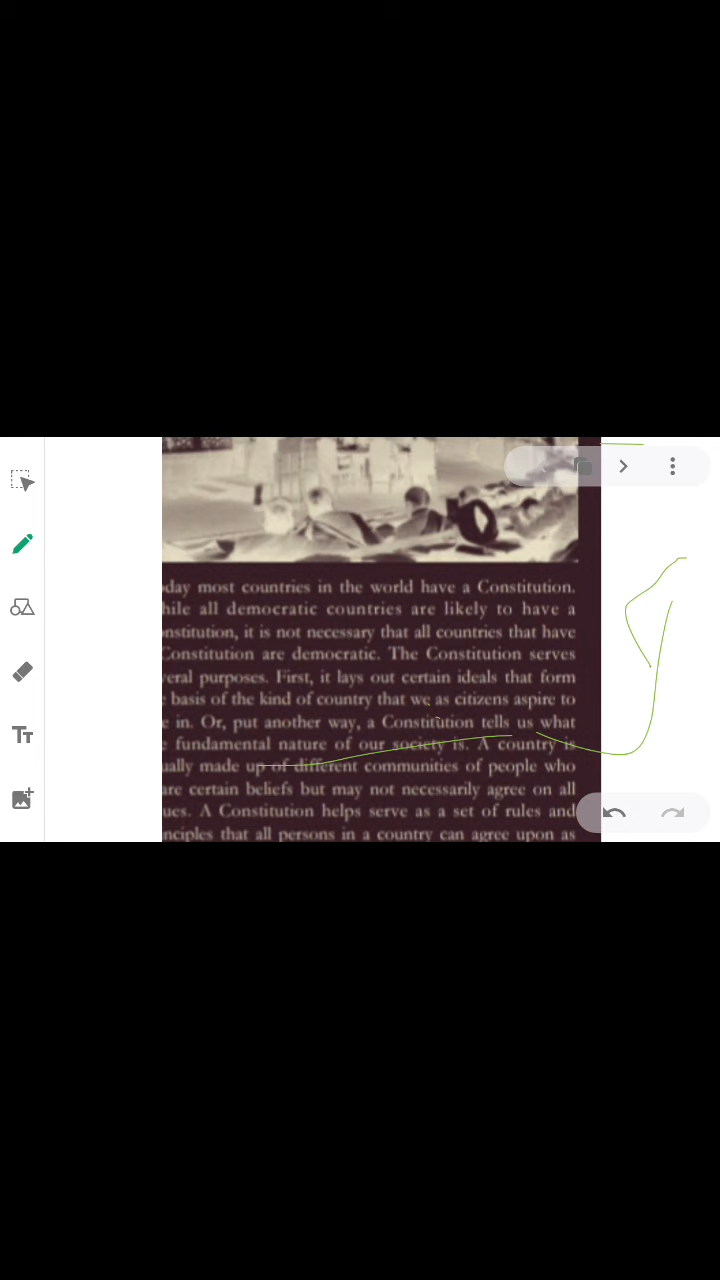 day most countries in the world have a Constitution.
hile all democratic countries are likely to have a
nstitution, it is not necessary that all countries that have
Constitution are democratic. The Constitution serves
eral purposes. First, it lays out certain ideals that form
basis of the kind of country that we as citizens aspire to
e in. Or, put another way, a Constitution tells us what
fundamental nature of our society is. A country is
ually made up of different communities of people who
are certain beliefs but may not necessarily agree on all
ues. A Constitution helps serve as a set of rules and
nciples that all persons in a country can agree upon as
Tт